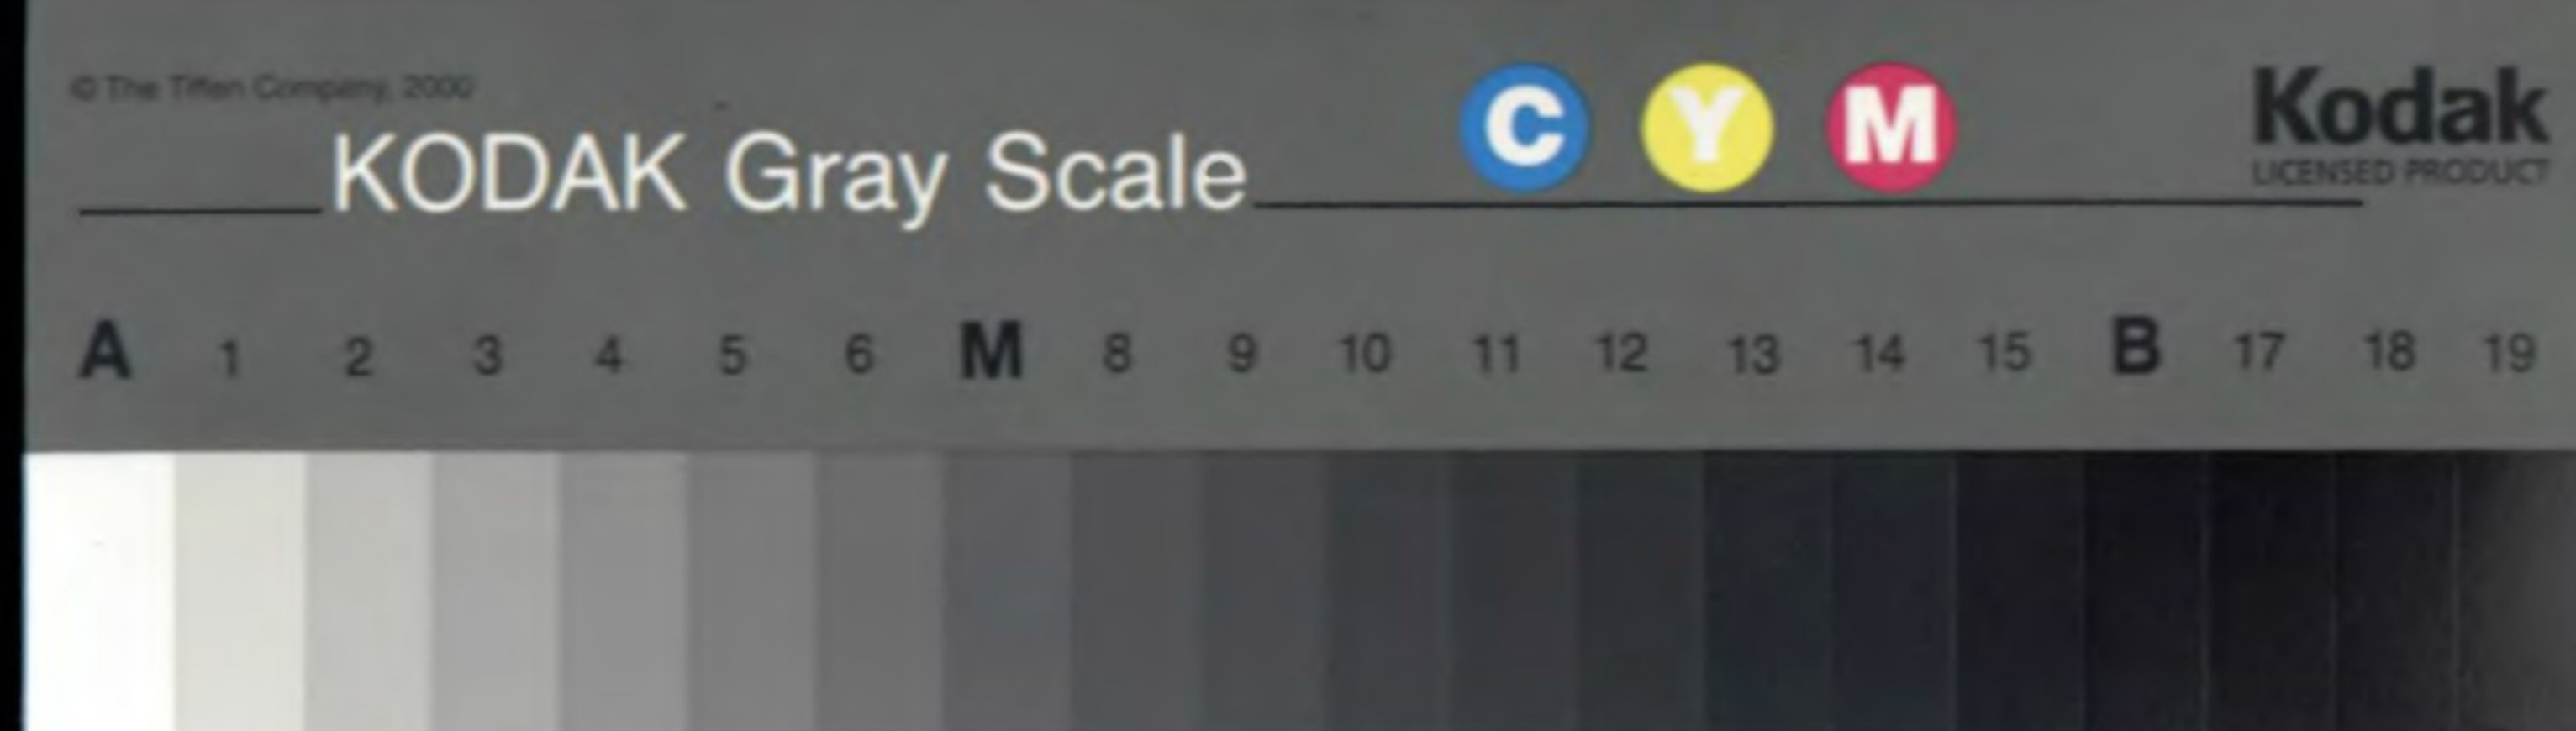 © The Tiffen Company, 2000
KODAK Gray Scale
C Y M
Kodak
LICENSED PRODUCT
A 1 2 3 4 5 6 M 8 9 10 11 12 13 14 15 B 17 18 19